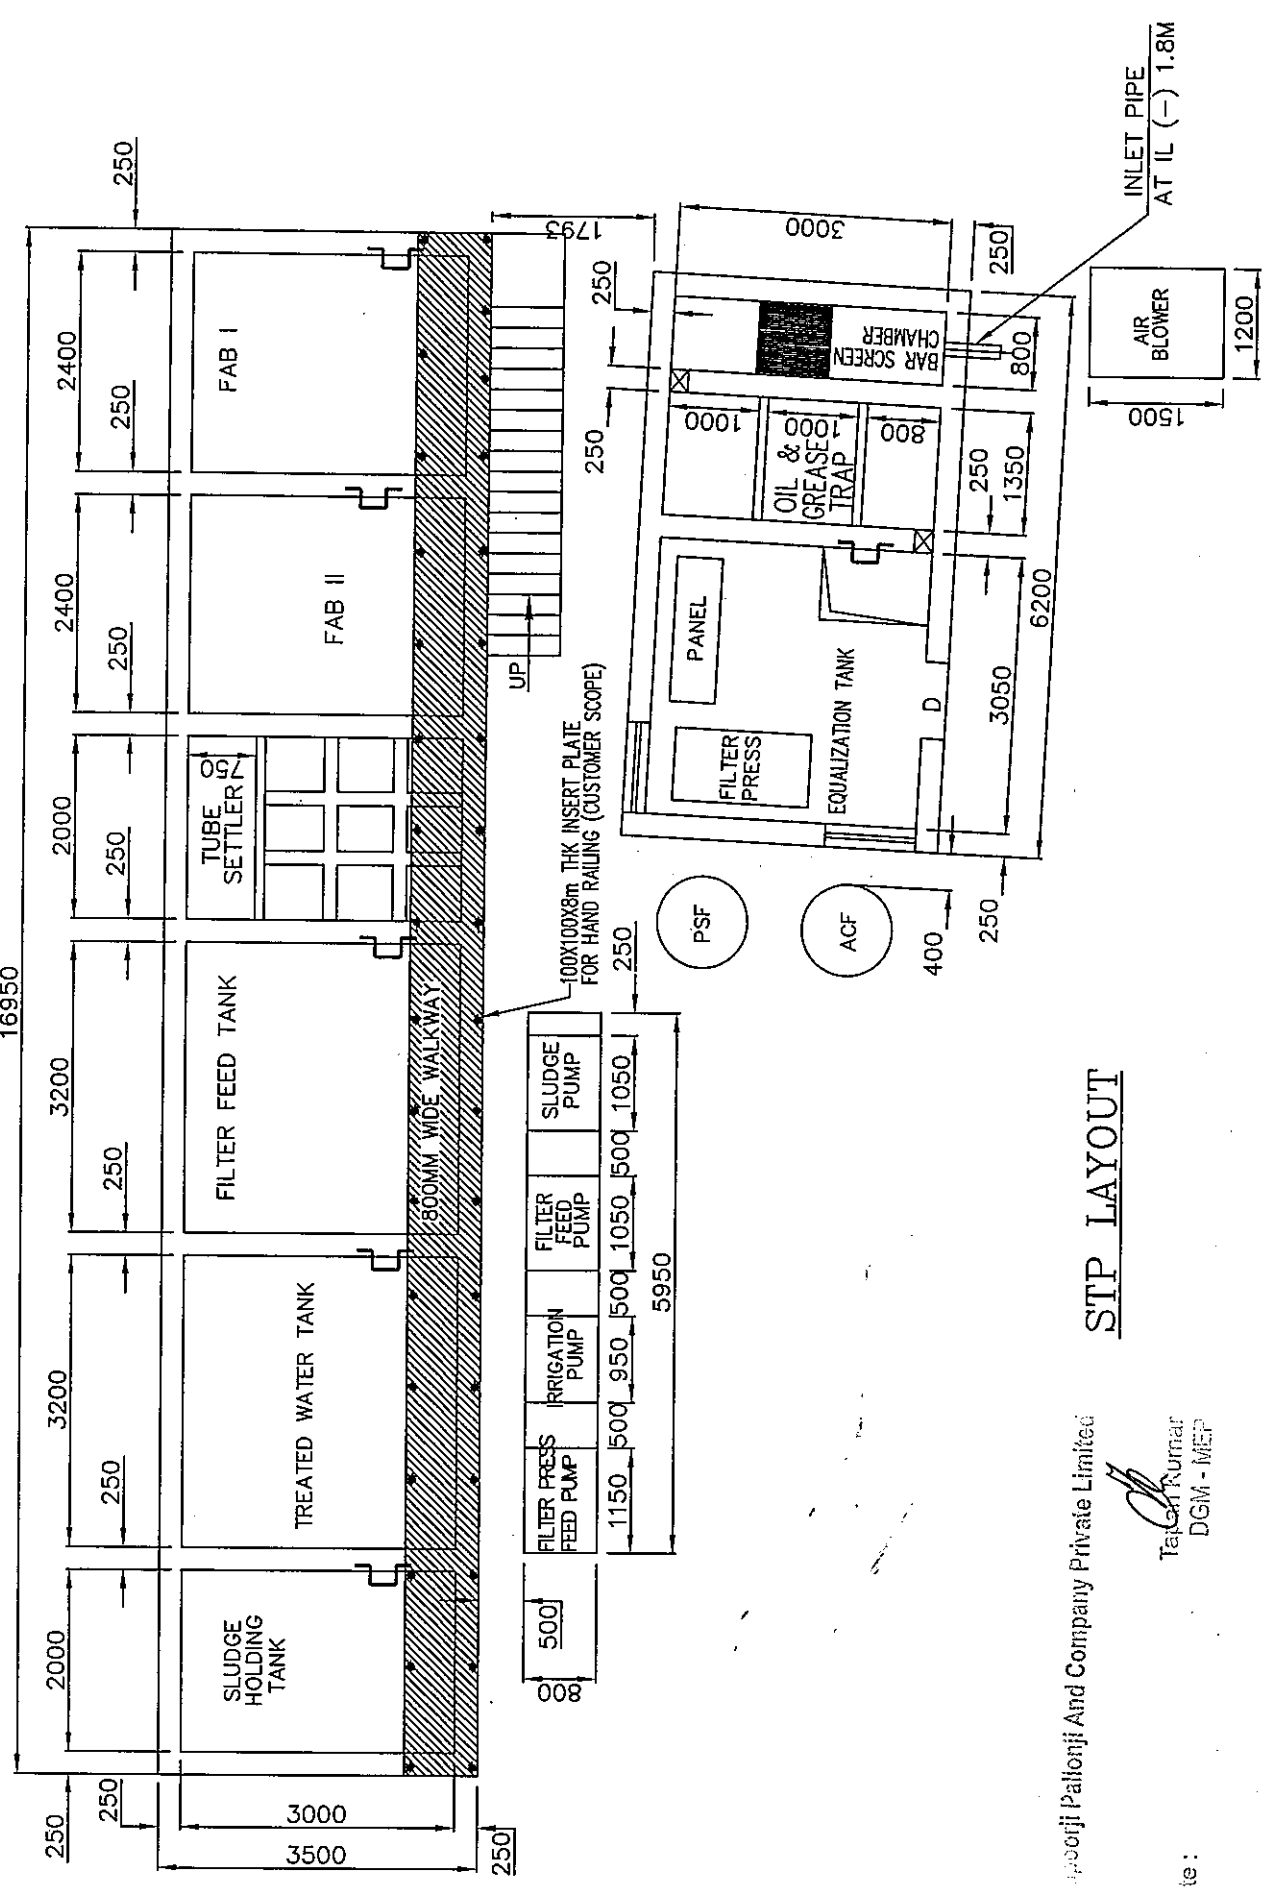 16950
2000
3200
3200
2000
2400
2400
250
250
250
250
250
250
250
250
250
3000
3500
250
SLUDGE
HOLDING
TANK
TREATED WATER TANK
FILTER FEED TANK
TUBE
SETTLER
750
FAB II
FAB I
800MM WIDE WALKWAY
UP
1793
100X100X8m THK INSERT PLATE
FOR HAND RAILING (CUSTOMER SCOPE)
FILTER PRESS
FEED PUMP
IRRIGATION
PUMP
FILTER
FEED
PUMP
SLUDGE
PUMP
800
500
1150
500
950
500
1050
500
1050
250
5950
PSF
ACF
400
250
FILTER
PRESS
PANEL
EQUALIZATION TANK
D
OIL &
GREASE
TRAP
1000
1000
800
BAR SCREEN
CHAMBER
250
250
3000
250
3050
250
1350
800
6200
INLET PIPE
AT IL (-) 1.8M
AIR
BLOWER
1500
1200
STP LAYOUT
Pallonji And Company Private Limited
Tapan Kumar
DGM - MEP